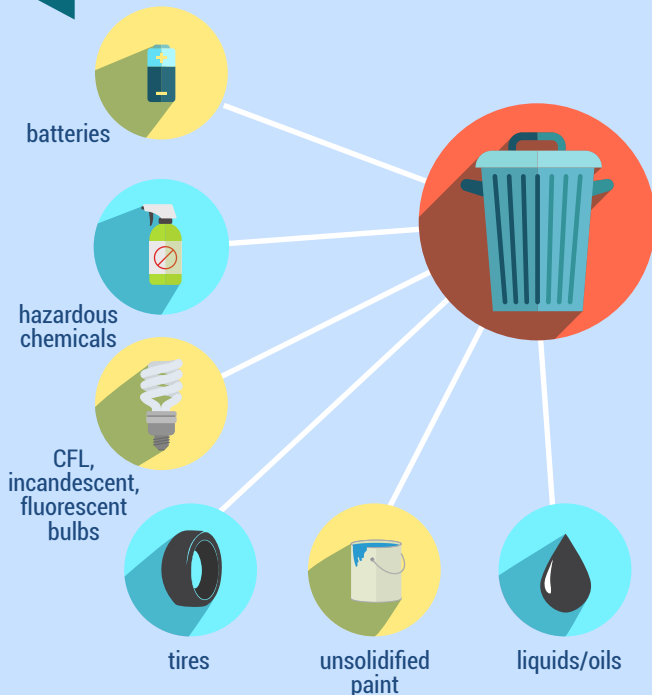 batteries
hazardous
chemicals
CFL,
incandescent,
fluorescent
bulbs
tires
unsolidified
paint
liquids/oils